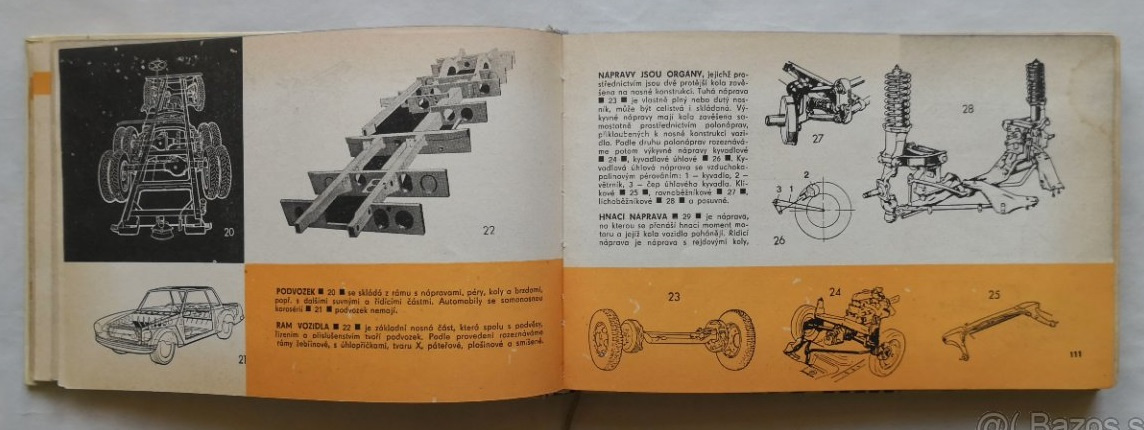 20
22
21
PODVOZEK ■ 20 ■ se skládá z rámu s nápravami, péry, koly a brzdami,
popř. s dalšími suvnými a řídícími částmi. Automobily se samonosnou
karosérií ■ 21 ■ podvozek nemají.
RÁM VOZIDLA ■ 22 ■ je základní nosná část, která spolu s podvěsy,
řízením a příslušenstvím tvoří podvozek. Podle provedení rozeznáváme
rámy žebřinové, s úhlopříčkami, tvaru X, páteřové, plošinové a smíšené.
NÁPRAVY JSOU ORGÁNY, jejichž pro-
střednictvím jsou dvě protější kola zavě-
šena na nosné konstrukci. Tuhá náprava
■ 23 ■ je vlastně plný nebo dutý nos-
ník, může být celistvá i skládaná. Vý-
kyvné nápravy mají kola zavěšena sa-
mostatně prostřednictvím polonáprav,
přikloubených k nosné konstrukci vozi-
dla. Podle druhu polonáprav rozeznává-
me potom výkyvné nápravy kyvadlové
■ 24 ■, kyvadlové úhlové ■ 26 ■. Ky-
vadlová úhlová náprava se vzduchoka-
palinovým pérováním: 1 – kyvadlo, 2 –
větrník, 3 – čep úhlového kyvadla. Kli-
kové ■ 25 ■, rovnoběžníkové ■ 27 ■,
lichoběžníkové ■ 28 ■ a posuvné.
HNACÍ NÁPRAVA ■ 29 ■ je náprava,
na kterou se přenáší hnací moment mo-
toru a jejíž kola vozidlo pohánějí. Řídicí
náprava je náprava s rejdovými koly,
27
28
2
3 1
26
23
24
25
111
@( Bazos.s